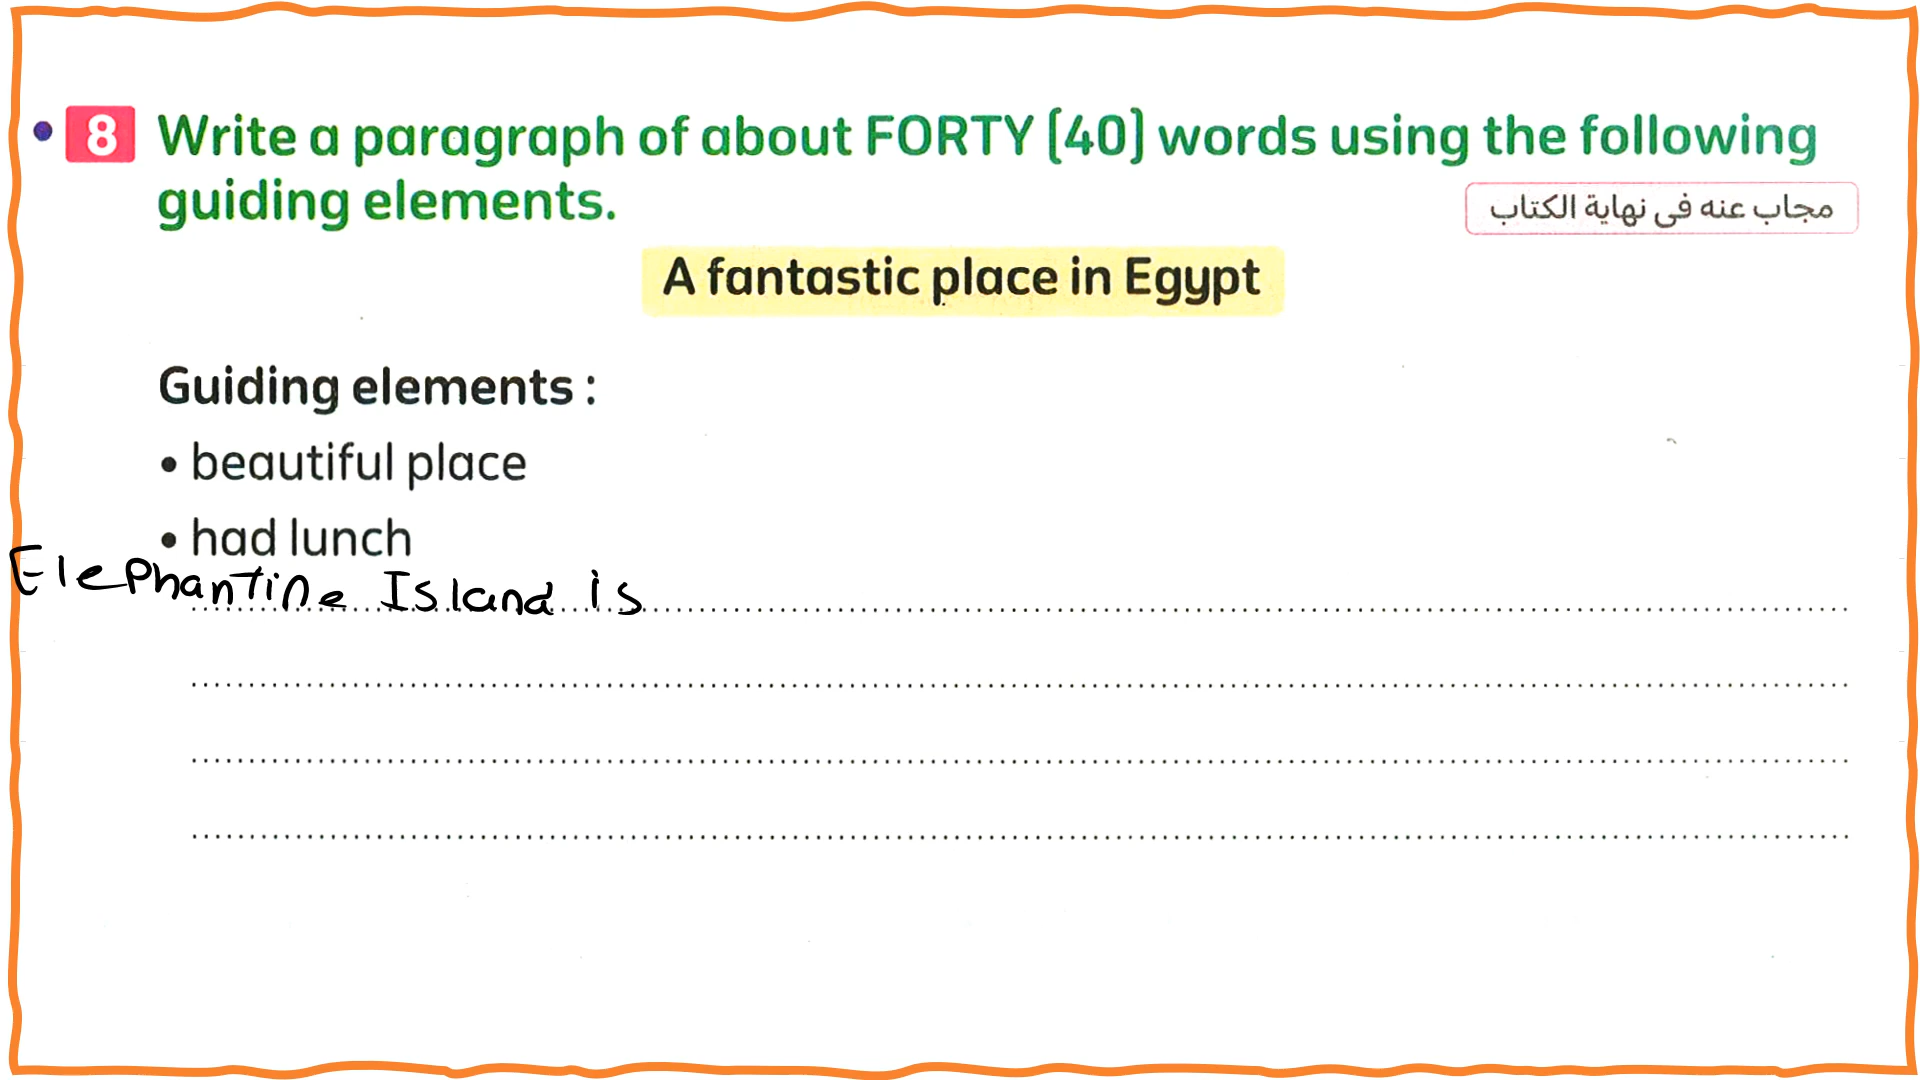 • 8 Write a paragraph of about FORTY (40) words using the following
guiding elements.
مجاب عنه فى نهاية الكتاب
A fantastic place in Egypt
Guiding elements :
• beautiful place
• had lunch
Elephantine Island is